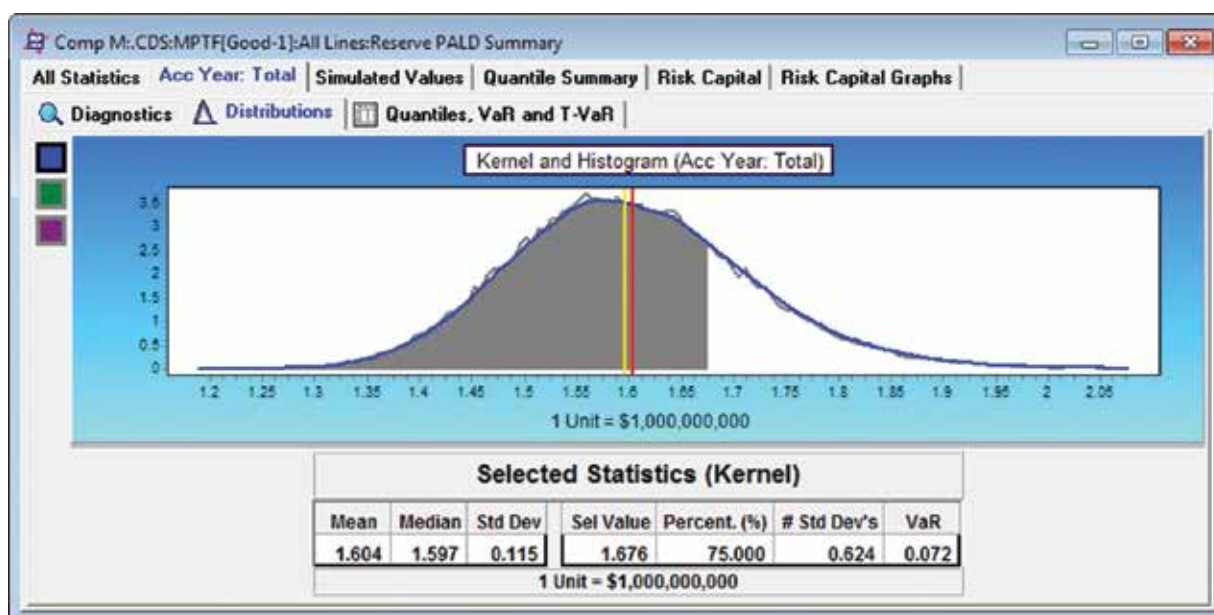 Comp M:.CDS:MPTF[Good-1]:All Lines:Reserve PALD Summary
All Statistics Acc Year: Total Simulated Values Quantile Summary Risk Capital Risk Capital Graphs
Diagnostics Distributions Quantiles, VaR and T-VaR
Kernel and Histogram (Acc Year: Total)
3.5
3
2.5
2
1.5
1
0.5
0
1.2 1.25 1.3 1.35 1.4 1.45 1.5 1.55 1.6 1.65 1.7 1.75 1.8 1.85 1.9 1.95 2 2.05
1 Unit = $1,000,000,000
Selected Statistics (Kernel)
Mean Median Std Dev Sel Value Percent. (%) # Std Dev's VaR
1.604 1.597 0.115 1.676 75.000 0.624 0.072
1 Unit = $1,000,000,000